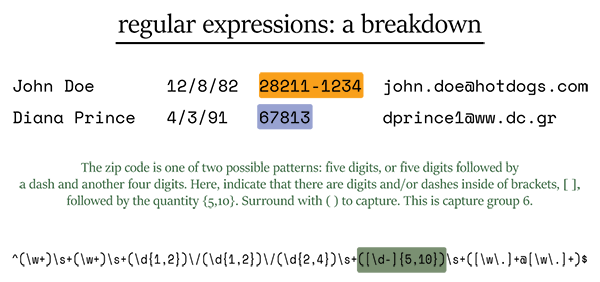 regular expressions: a breakdown
John Doe 12/8/82 28211-1234 john.doe@hotdogs.com
Diana Prince 4/3/91 67813 dprince1@ww.dc.gr
The zip code is one of two possible patterns: five digits, or five digits followed by
a dash and another four digits. Here, indicate that there are digits and/or dashes inside of brackets, [ ],
followed by the quantity {5,10}. Surround with ( ) to capture. This is capture group 6.
^(\w+)\s+(\w+)\s+(\d{1,2})\/(\d{1,2})\/(\d{2,4})\s+([\d-]{5,10})\s+([\w\.]+@[\w\.]+)$